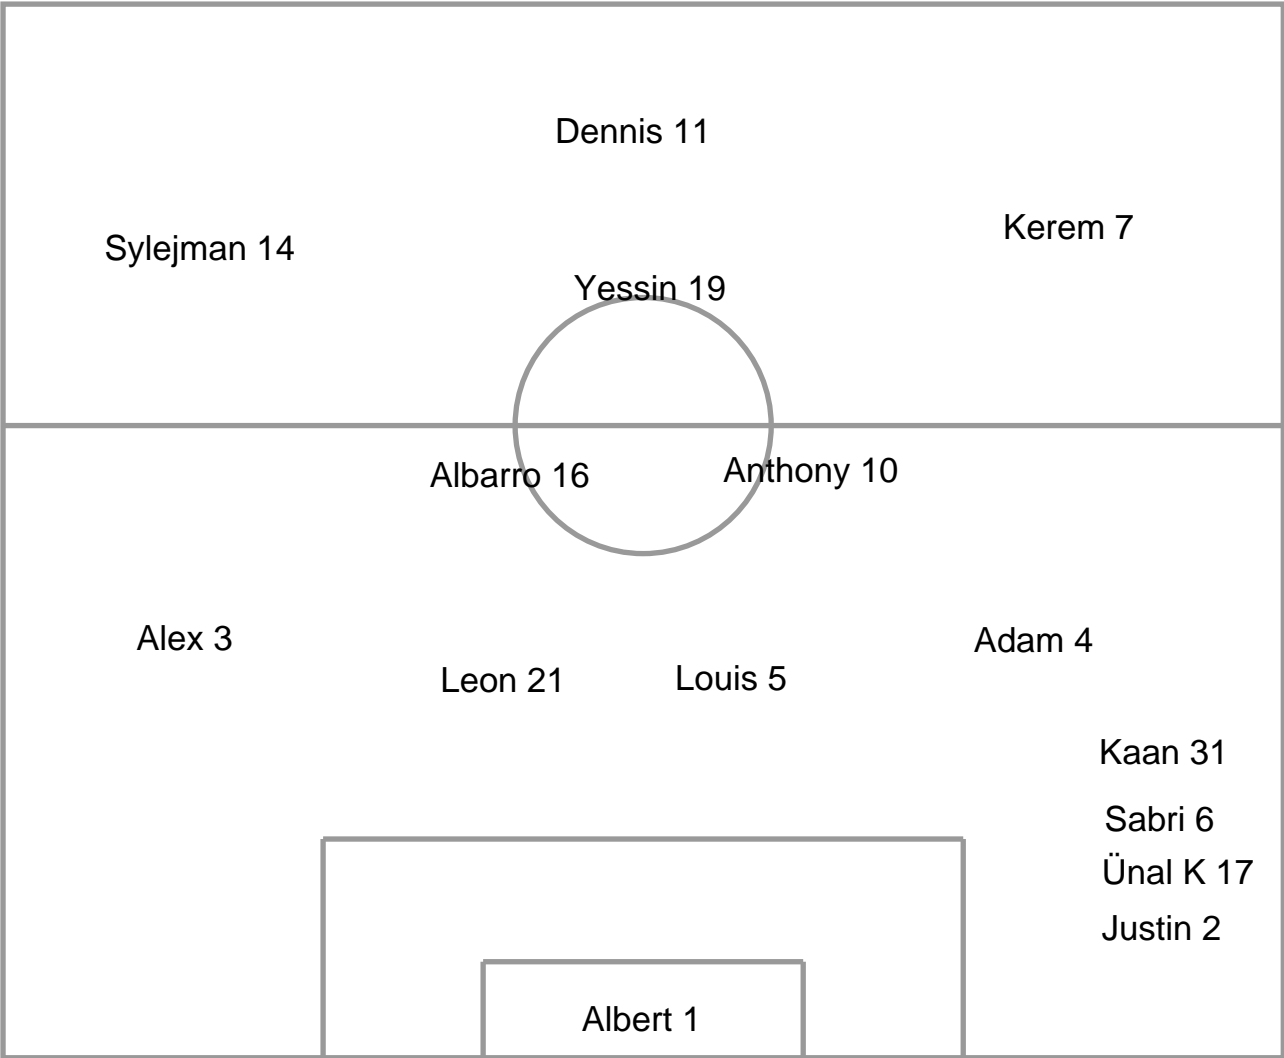 Dennis 11
Kerem 7
Sylejman 14
Yessin 19
Albarro 16
Anthony 10
Alex 3
Adam 4
Leon 21
Louis 5
Kaan 31
Sabri 6
Ünal K 17
Justin 2
Albert 1